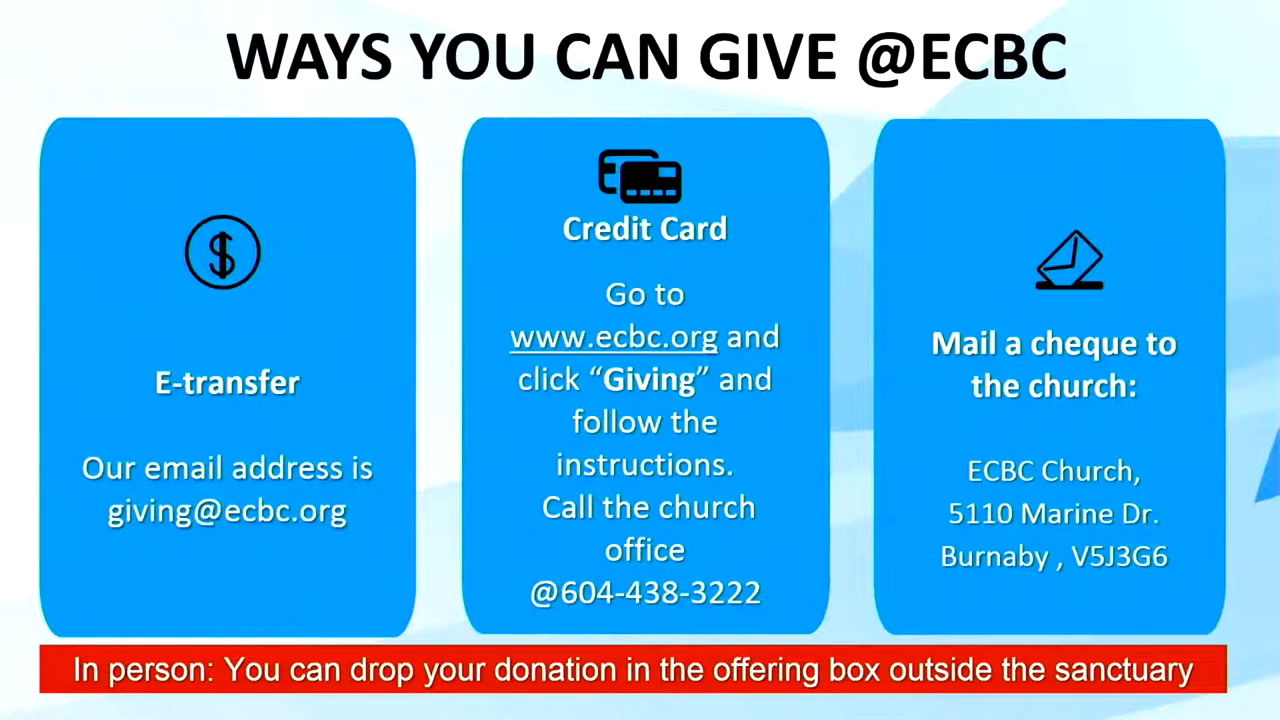 WAYS YOU CAN GIVE @ECBC
E-transfer
Our email address is
giving@ecbc.org
Credit Card
Go to
www.ecbc.org and
click “Giving” and
follow the
instructions.
Call the church
office
@604-438-3222
Mail a cheque to
the church:
ECBC Church,
5110 Marine Dr.
Burnaby , V5J3G6
In person: You can drop your donation in the offering box outside the sanctuary